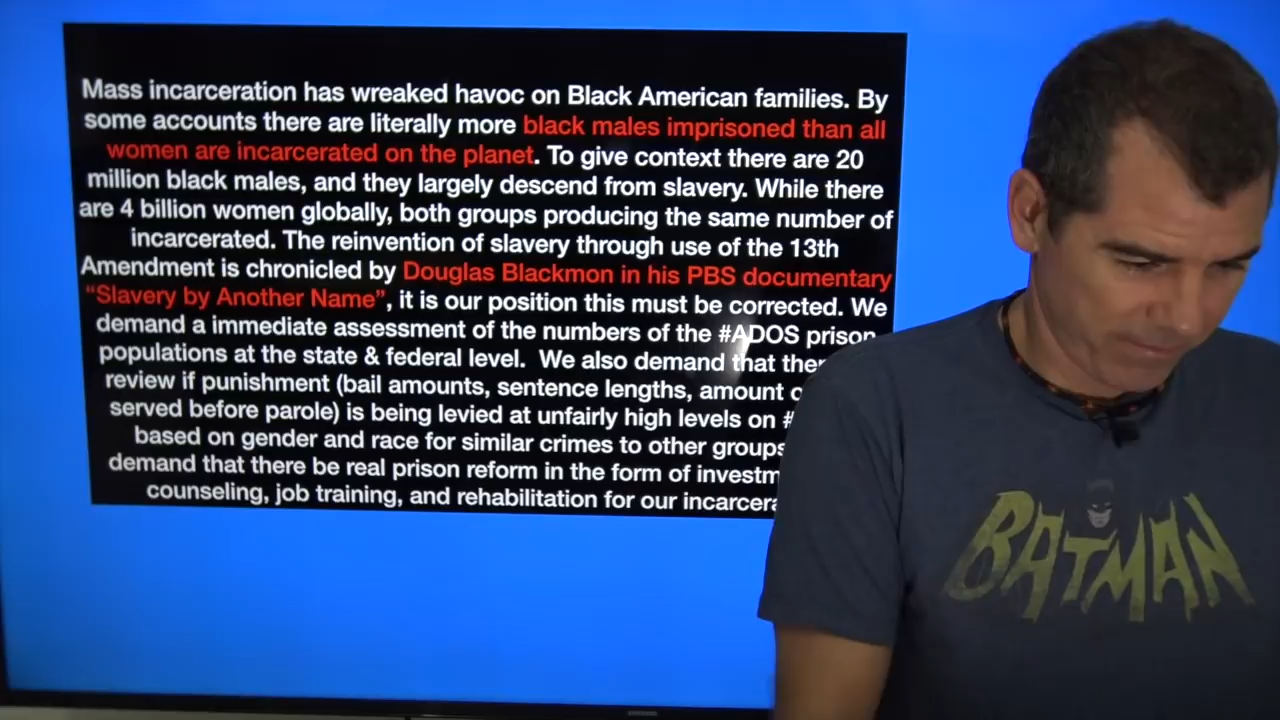 Mass incarceration has wreaked havoc on Black American families. By
some accounts there are literally more black males imprisoned than all
women are incarcerated on the planet. To give context there are 20
million black males, and they largely descend from slavery. While there
are 4 billion women globally, both groups producing the same number of
incarcerated. The reinvention of slavery through use of the 13th
Amendment is chronicled by Douglas Blackmon in his PBS documentary
“Slavery by Another Name”, it is our position this must be corrected. We
demand a immediate assessment of the numbers of the #ADOS prison
populations at the state & federal level. We also demand that
review if punishment (bail amounts, sentence lengths, amount
served before parole) is being levied at unfairly high levels on
based on gender and race for similar crimes to other groups
demand that there be real prison reform in the form of
counseling, job training, and rehabilitation for our
BATMAN